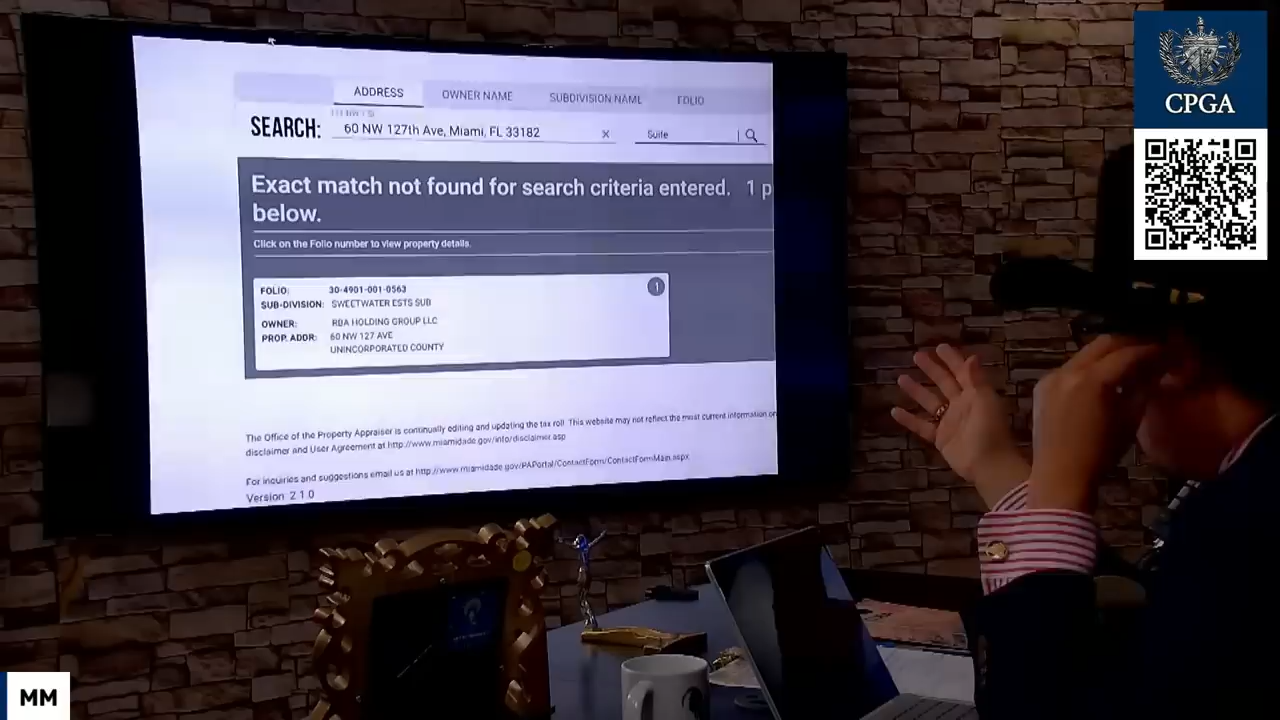 CPGA
ADDRESS
OWNER NAME
SUBDIVISION NAME
FOLIO
SEARCH:
60 NW 127th Ave, Miami, FL 33182
×
Suite
Exact match not found for search criteria entered. 1 p
below.
Click on the Folio number to view property details.
FOLIO: 30-4901-001-0563
1
SUB-DIVISION: SWEETWATER ESTS SUB
OWNER: RBA HOLDING GROUP LLC
PROP. ADDR: 60 NW 127 AVE
UNINCORPORATED COUNTY
The Office of the Property Appraiser is continually editing and updating the tax roll. This website may not reflect the most current information on
disclaimer and User Agreement at http://www.miamidade.gov/info/disclaimer.asp
For inquiries and suggestions email us at http://www.miamidade.gov/PAPortal/ContactForm/ContactFormMain.aspx.
Version 2.1.0
MM